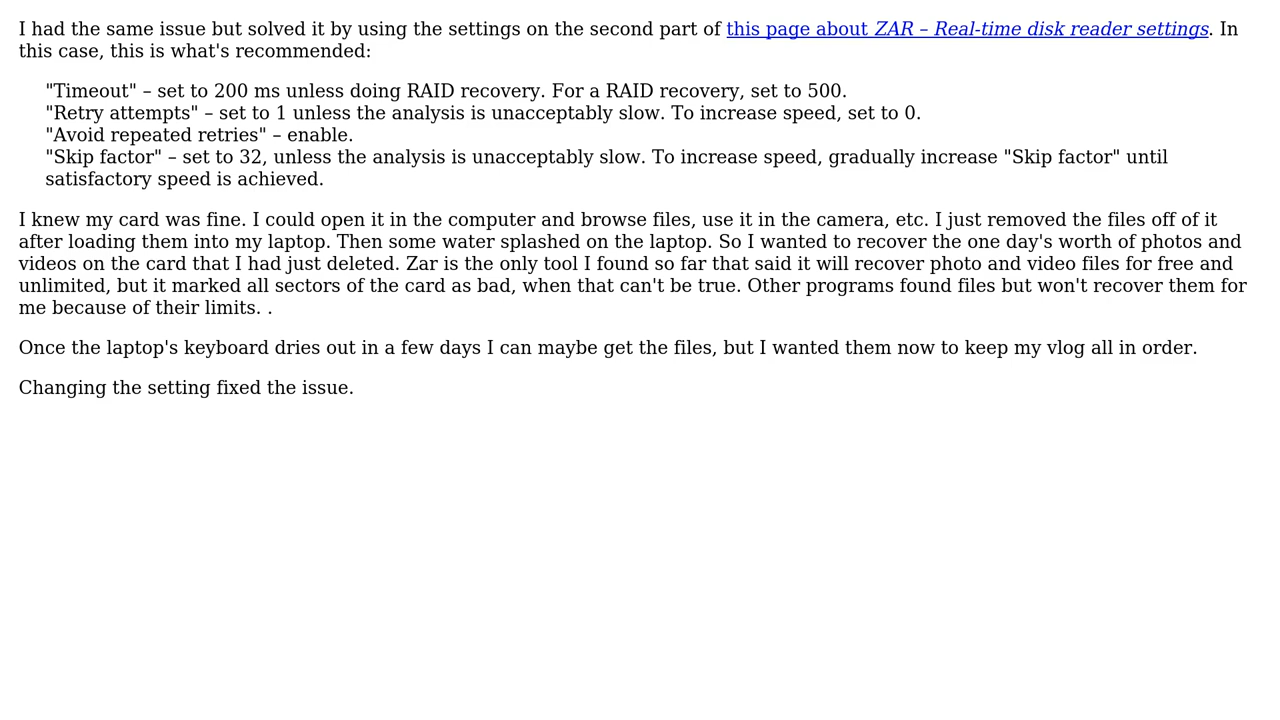 I had the same issue but solved it by using the settings on the second part of this page about ZAR – Real-time disk reader settings. In
this case, this is what's recommended:
"Timeout" – set to 200 ms unless doing RAID recovery. For a RAID recovery, set to 500.
"Retry attempts" – set to 1 unless the analysis is unacceptably slow. To increase speed, set to 0.
"Avoid repeated retries" – enable.
"Skip factor" – set to 32, unless the analysis is unacceptably slow. To increase speed, gradually increase "Skip factor" until
satisfactory speed is achieved.
I knew my card was fine. I could open it in the computer and browse files, use it in the camera, etc. I just removed the files off of it
after loading them into my laptop. Then some water splashed on the laptop. So I wanted to recover the one day's worth of photos and
videos on the card that I had just deleted. Zar is the only tool I found so far that said it will recover photo and video files for free and
unlimited, but it marked all sectors of the card as bad, when that can't be true. Other programs found files but won't recover them for
me because of their limits. .
Once the laptop's keyboard dries out in a few days I can maybe get the files, but I wanted them now to keep my vlog all in order.
Changing the setting fixed the issue.